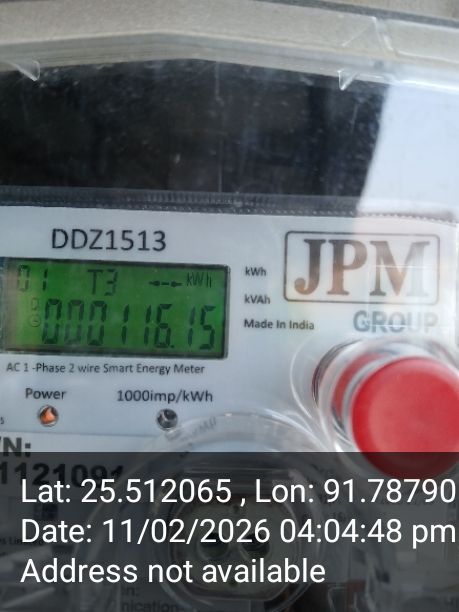 DDZ1513
JPM
GROUP
01 T3 kWh
000116.15
kWh
kVAh
Made In India
AC 1 -Phase 2 wire Smart Energy Meter
Power 1000imp/kWh
Lat: 25.512065 , Lon: 91.78790
Date: 11/02/2026 04:04:48 pm
Address not available